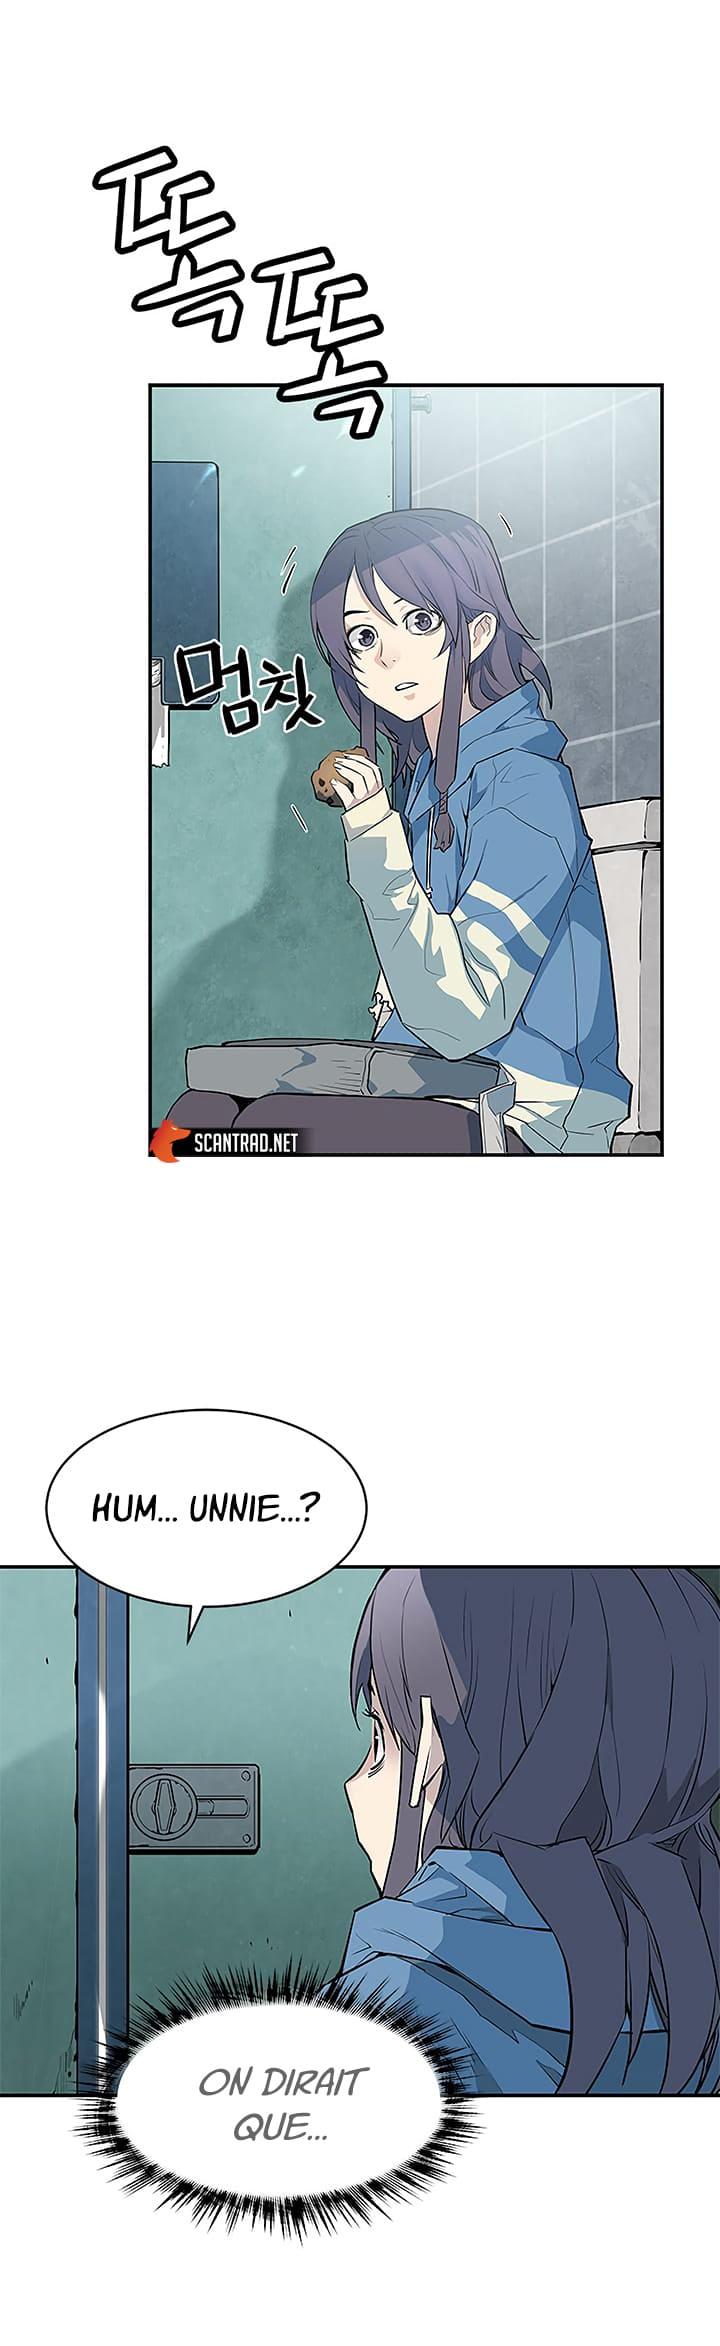 똑똑
멈칫
SCANTRAD.NET
HUM... UNNIE...?
ON DIRAIT
QUE...